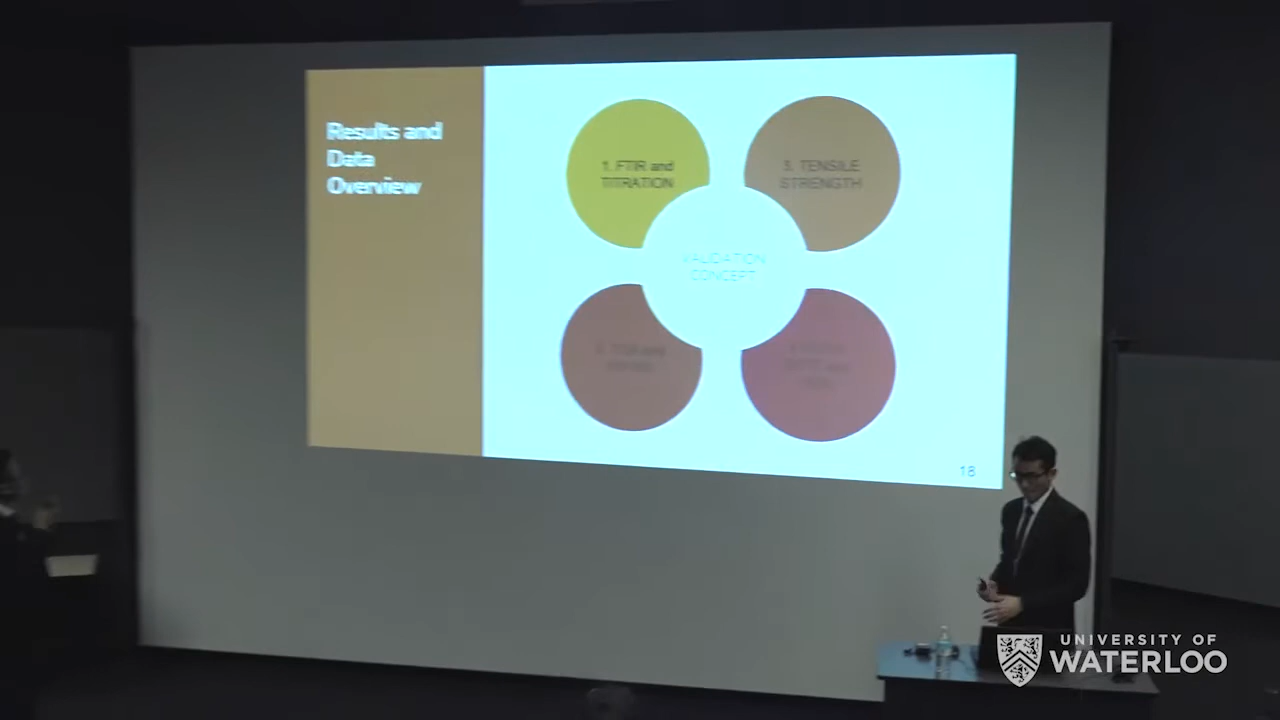 Results and
Data
Overview
1. FTIR and
TITRATION
3. TENSILE
STRENGTH
VALIDATION
CONCEPT
18
UNIVERSITY OF
WATERLOO